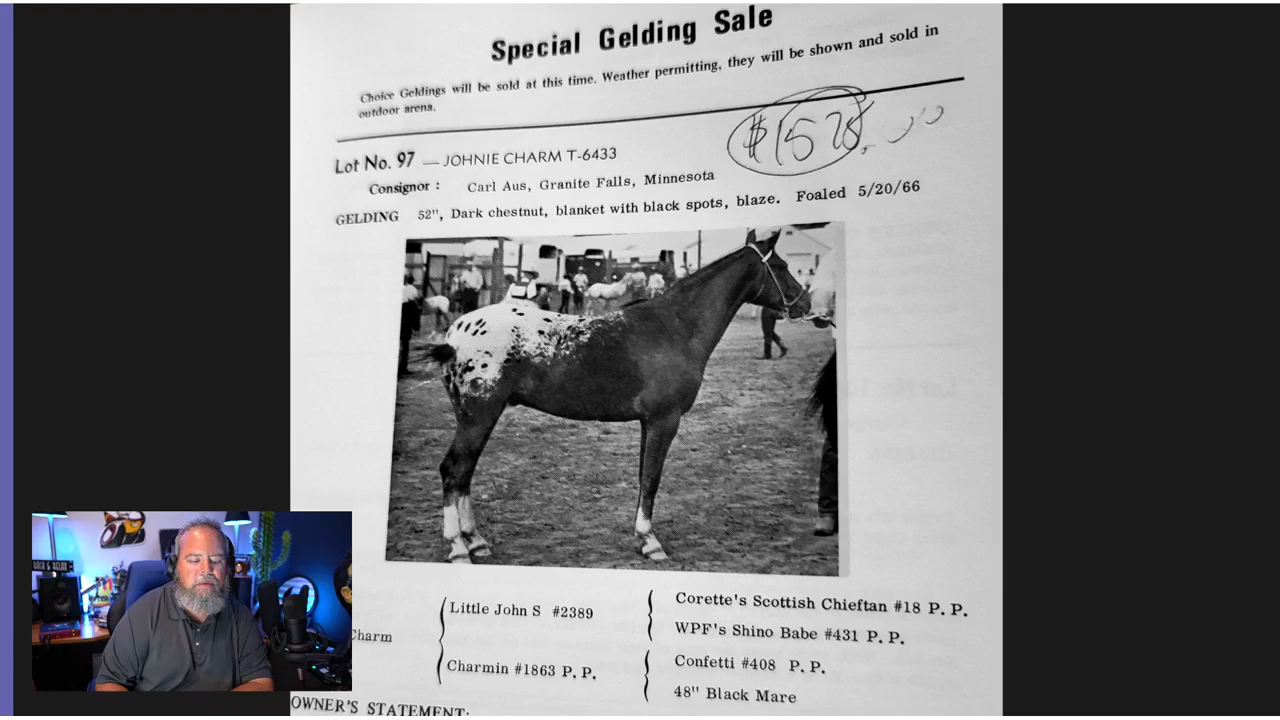 Special Gelding Sale
Choice Geldings will be sold at this time. Weather permitting, they will be shown and sold in
outdoor arena.
$1575.00
Lot No. 97 — JOHNIE CHARM T-6433
Consignor : Carl Aus, Granite Falls, Minnesota
GELDING 52", Dark chestnut, blanket with black spots, blaze. Foaled 5/20/66
Little John S #2389
Corette's Scottish Chieftan #18 P. P.
WPF's Shino Babe #431 P. P.
Charm
Charmin #1863 P. P.
Confetti #408 P. P.
48" Black Mare
OWNER'S STATEMENT:
ROCK & RELAX